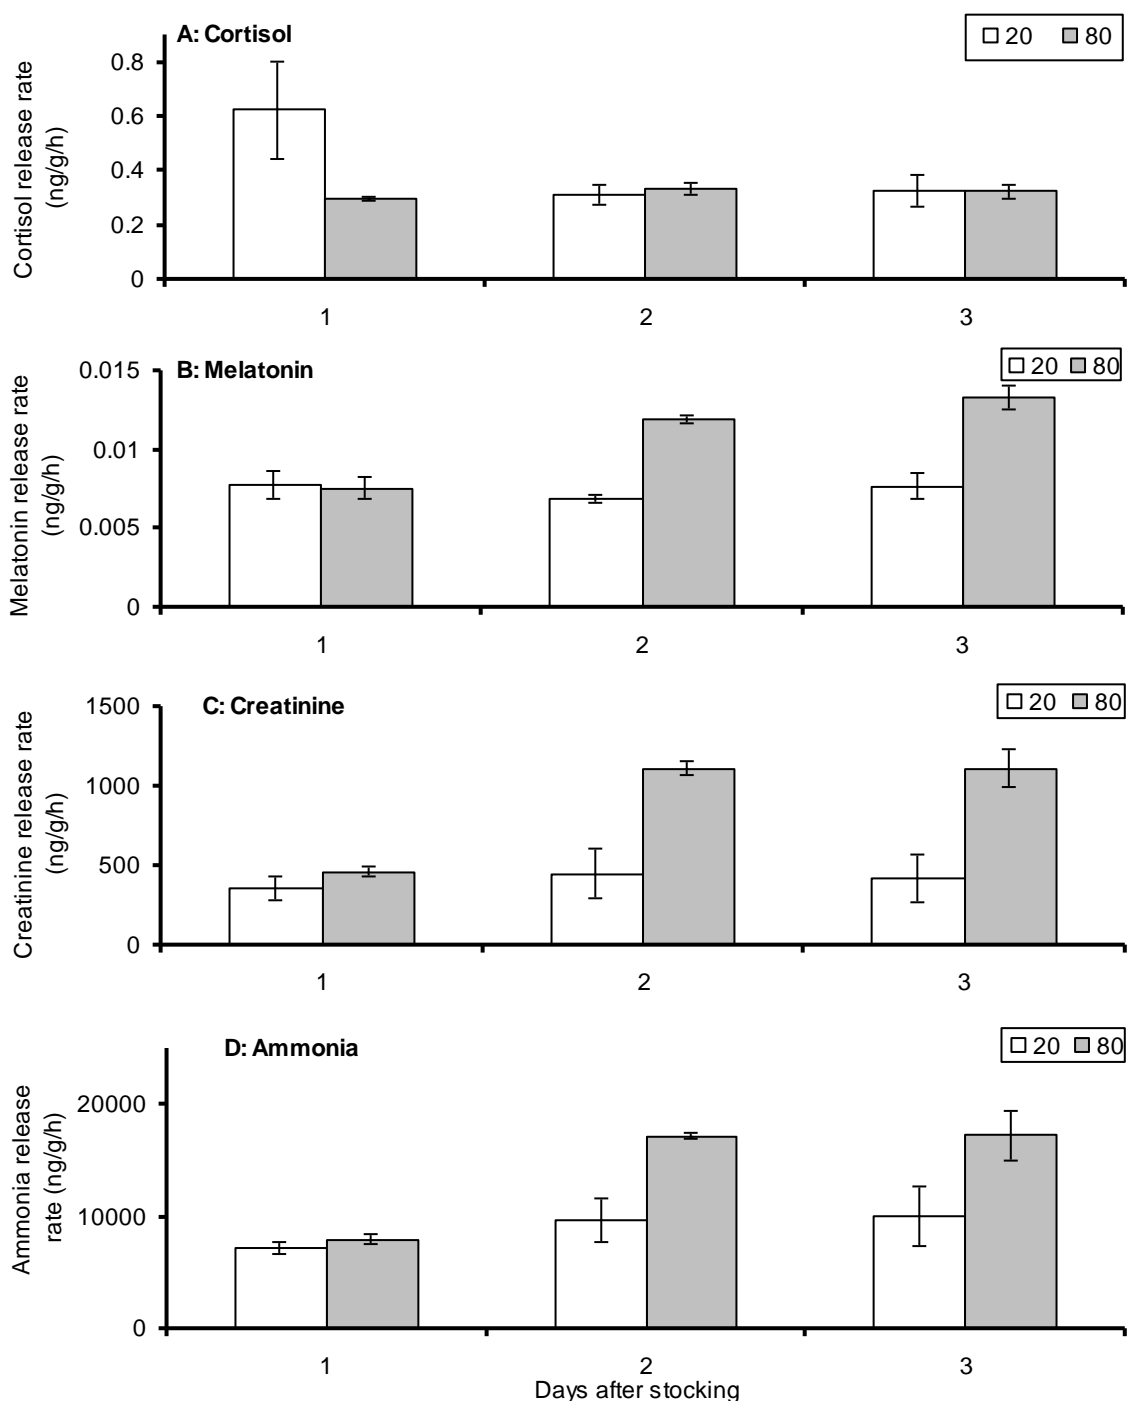 A: Cortisol
20 80
Cortisol release rate
(ng/g/h)
0.8
0.6
0.4
0.2
0
1 2 3
B: Melatonin
20 80
Melatonin release rate
(ng/g/h)
0.015
0.01
0.005
0
1 2 3
C: Creatinine
20 80
Creatinine release rate
(ng/g/h)
1500
1000
500
0
1 2 3
D: Ammonia
20 80
Ammonia release
rate (ng/g/h)
20000
10000
0
1 2 3
Days after stocking